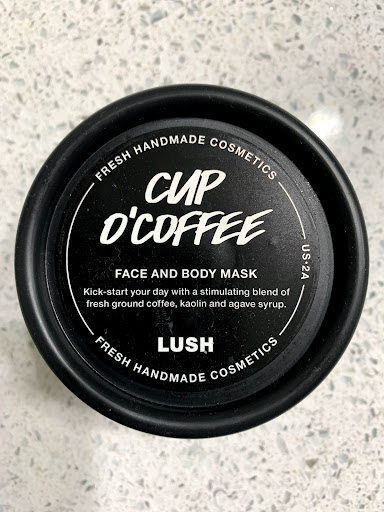 FRESH HANDMADE COSMETICS
CUP
O'COFFEE
US·2A
FACE AND BODY MASK
Kick-start your day with a stimulating blend of
fresh ground coffee, kaolin and agave syrup.
LUSH
FRESH HANDMADE COSMETICS